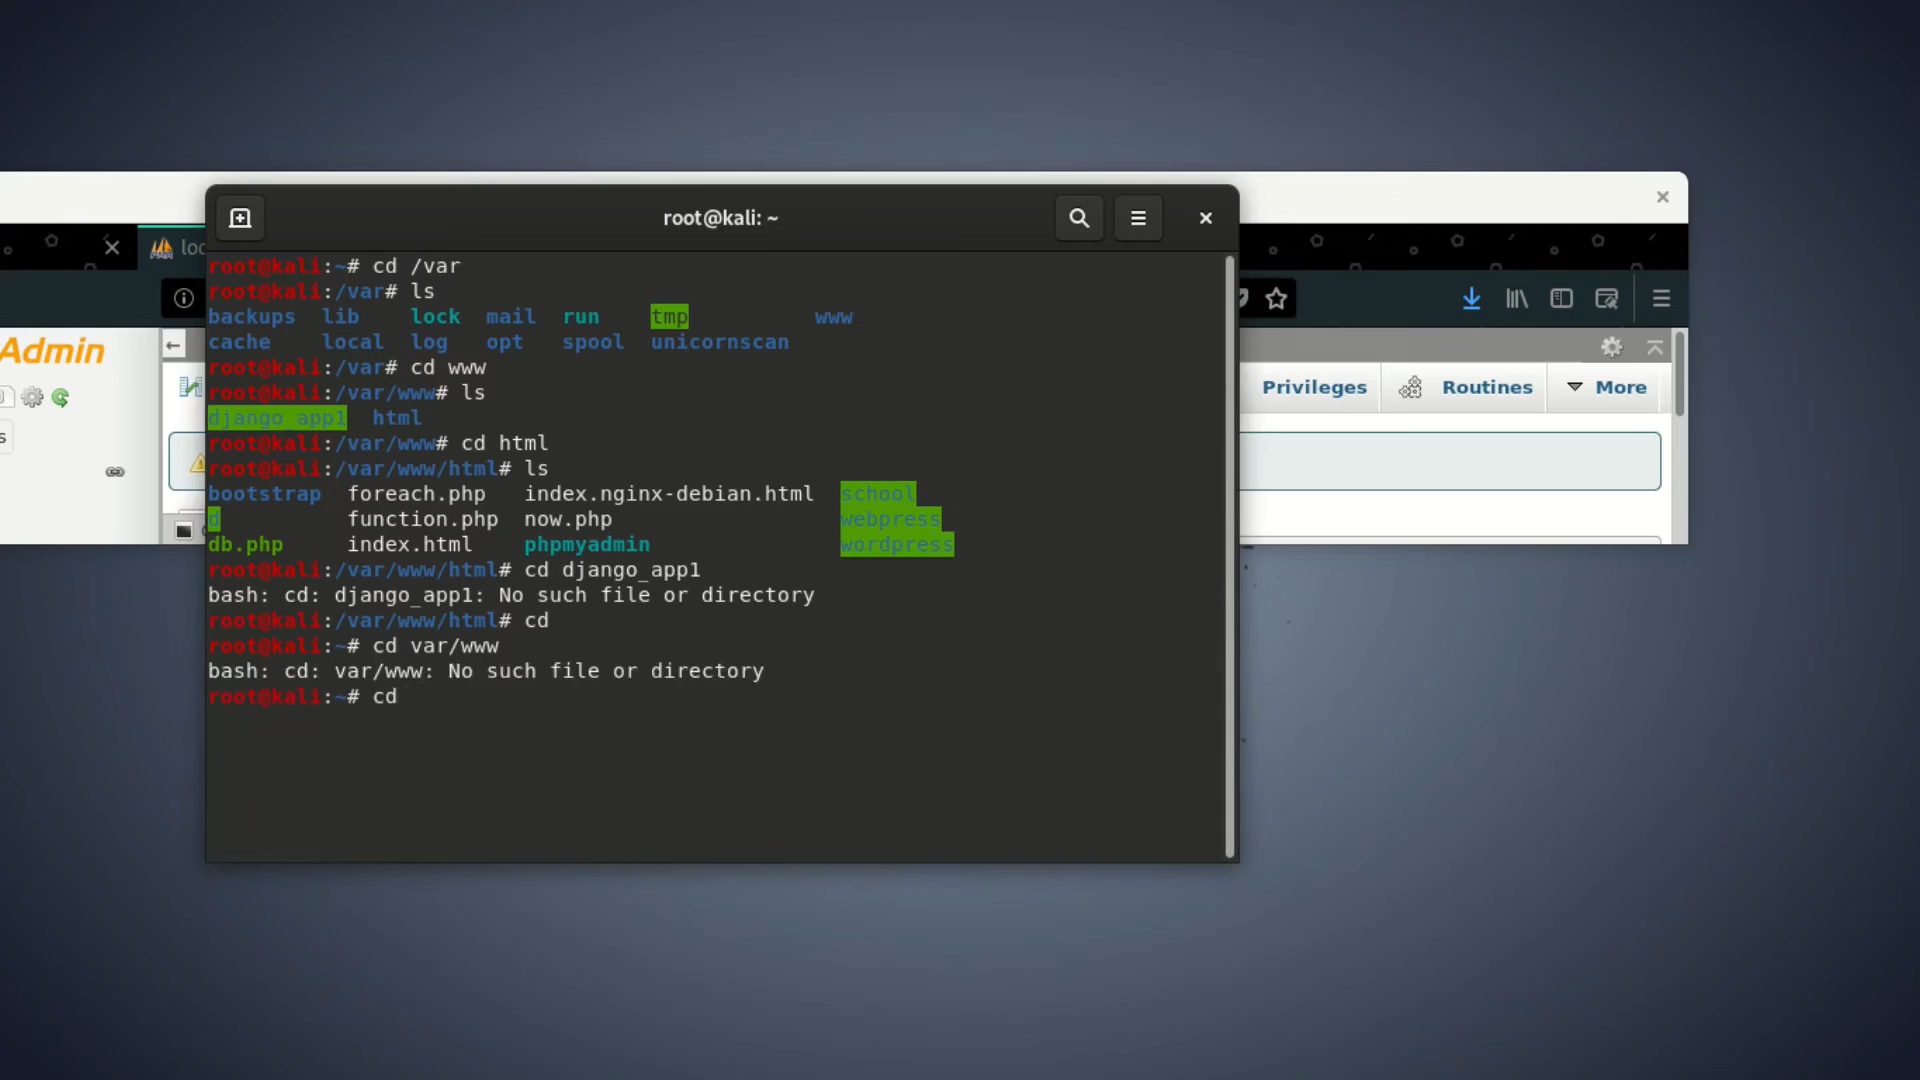 root@kali: ~
loc
Admin
s
Privileges
Routines
More
root@kali:~# cd /var
root@kali:/var# ls
backups lib lock mail run tmp www
cache local log opt spool unicornscan
root@kali:/var# cd www
root@kali:/var/www# ls
django_app1 html
root@kali:/var/www# cd html
root@kali:/var/www/html# ls
bootstrap foreach.php index.nginx-debian.html school
d function.php now.php webpress
db.php index.html phpmyadmin wordpress
root@kali:/var/www/html# cd django_app1
bash: cd: django_app1: No such file or directory
root@kali:/var/www/html# cd
root@kali:~# cd var/www
bash: cd: var/www: No such file or directory
root@kali:~# cd